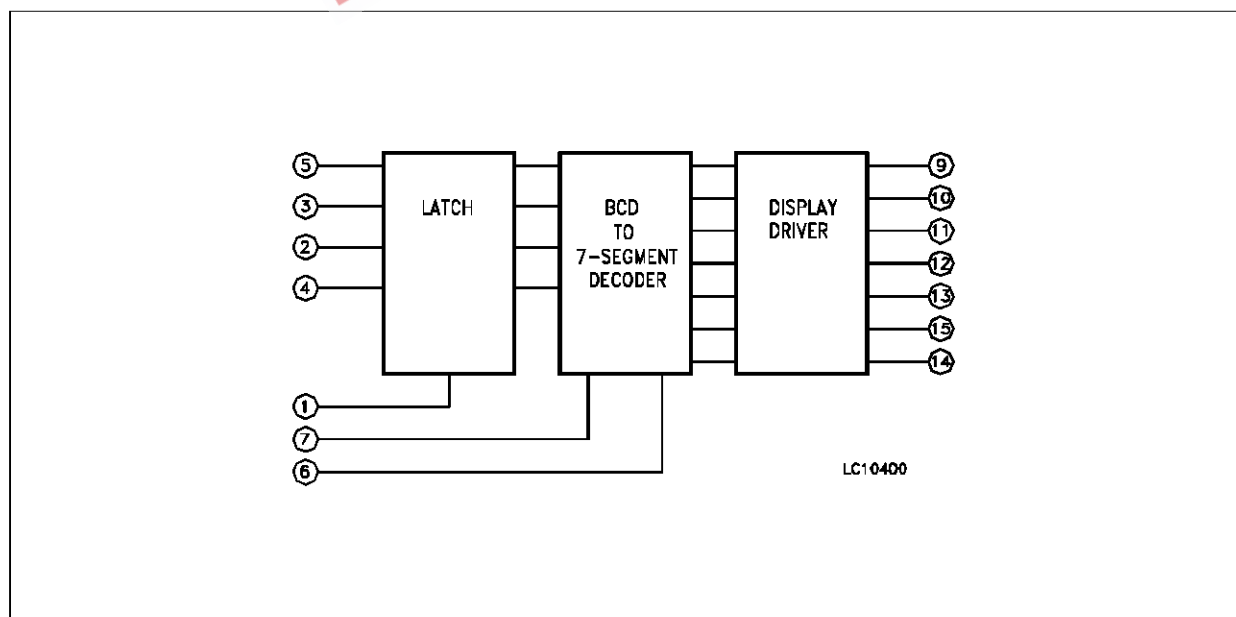 5
3
2
4
1
7
6
LATCH
BCD
TO
7-SEGMENT
DECODER
DISPLAY
DRIVER
9
10
11
12
13
15
14
LC10400